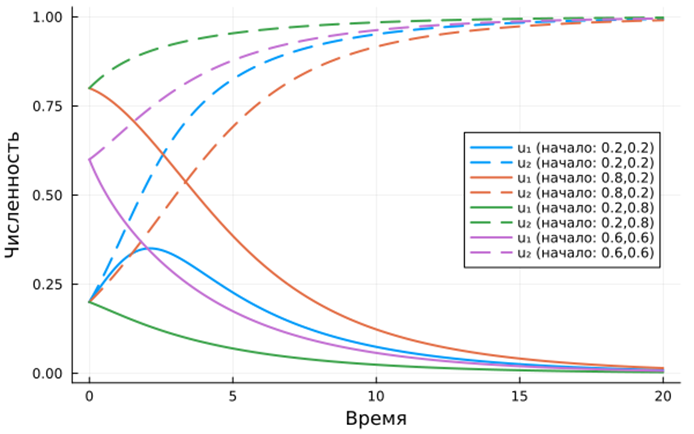 1.00
0.75
0.50
0.25
0.00
Численность
u₁ (начало: 0.2,0.2)
u₂ (начало: 0.2,0.2)
u₁ (начало: 0.8,0.2)
u₂ (начало: 0.8,0.2)
u₁ (начало: 0.2,0.8)
u₂ (начало: 0.2,0.8)
u₁ (начало: 0.6,0.6)
u₂ (начало: 0.6,0.6)
0 5 10 15 20
Время